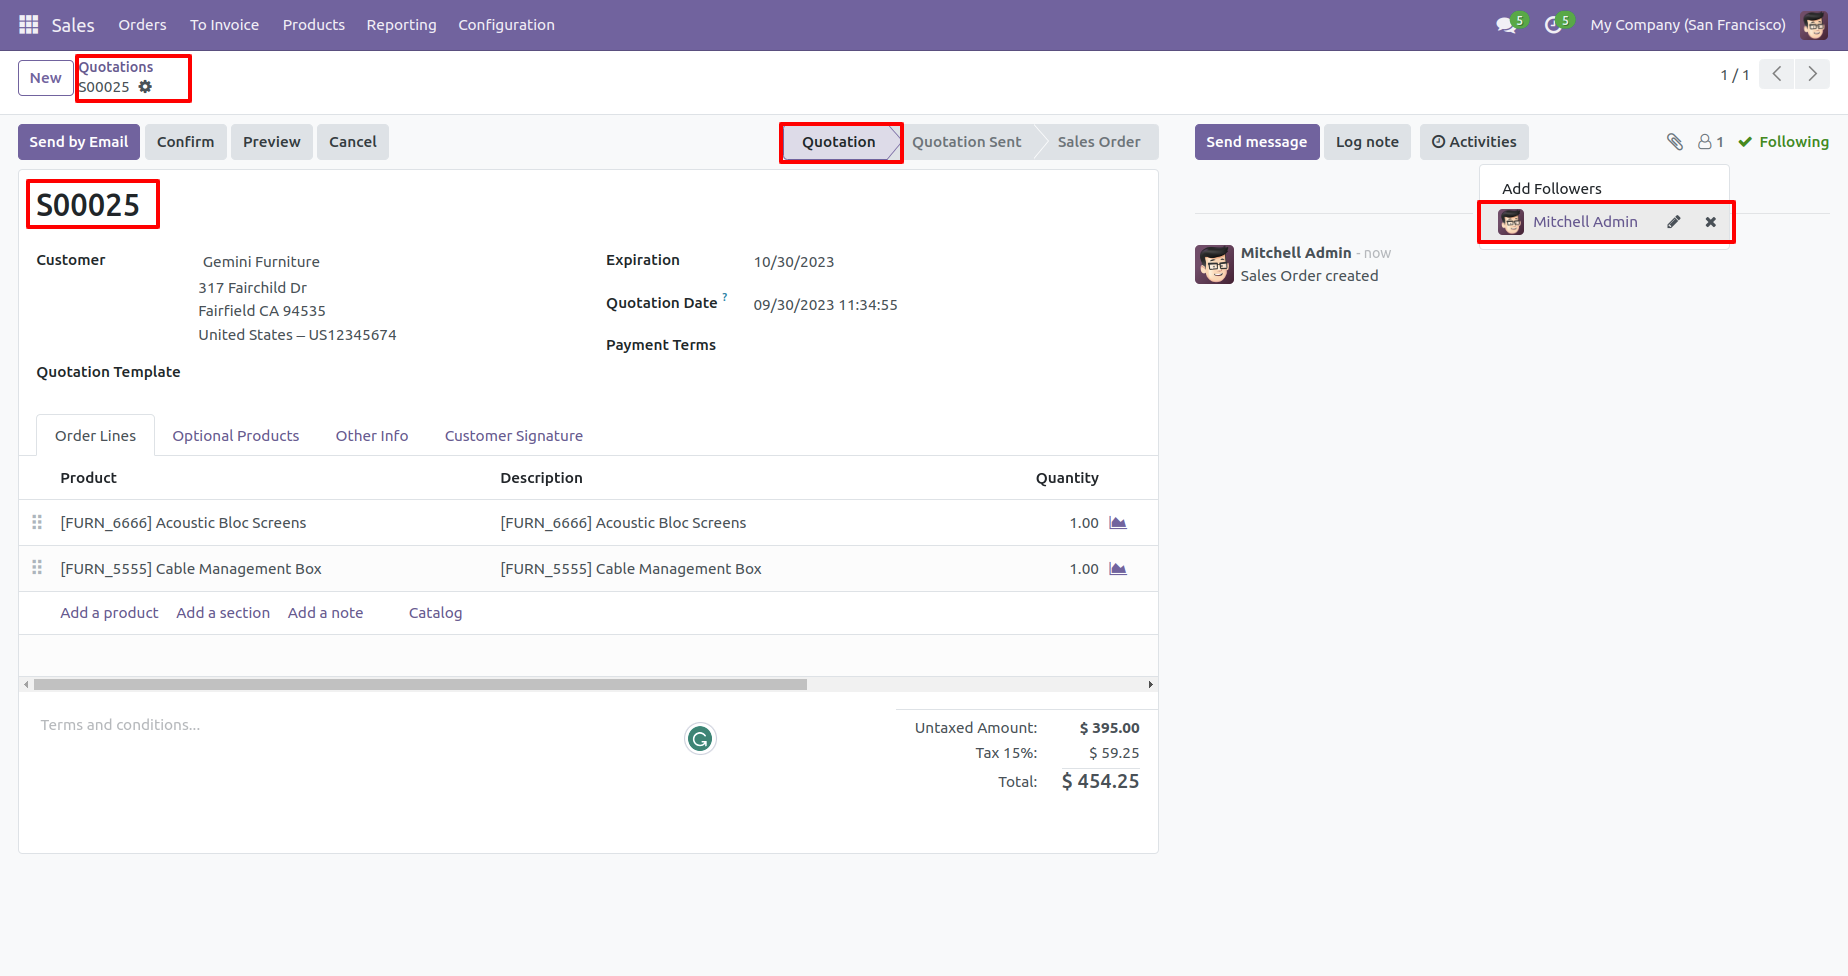 Sales Orders To Invoice Products Reporting Configuration 5 5 My Company (San Francisco)
New Quotations
S00025
1 / 1
Send by Email Confirm Preview Cancel Quotation Quotation Sent Sales Order Send message Log note Activities 1 Following
Add Followers
S00025
Mitchell Admin
Customer Gemini Furniture
317 Fairchild Dr
Fairfield CA 94535
United States – US12345674
Quotation Template
Expiration 10/30/2023
Quotation Date ? 09/30/2023 11:34:55
Payment Terms
Mitchell Admin - now
Sales Order created
Order Lines Optional Products Other Info Customer Signature
Product Description Quantity
[FURN_6666] Acoustic Bloc Screens [FURN_6666] Acoustic Bloc Screens 1.00
[FURN_5555] Cable Management Box [FURN_5555] Cable Management Box 1.00
Add a product Add a section Add a note Catalog
Terms and conditions...
Untaxed Amount: $ 395.00
Tax 15%: $ 59.25
Total: $ 454.25